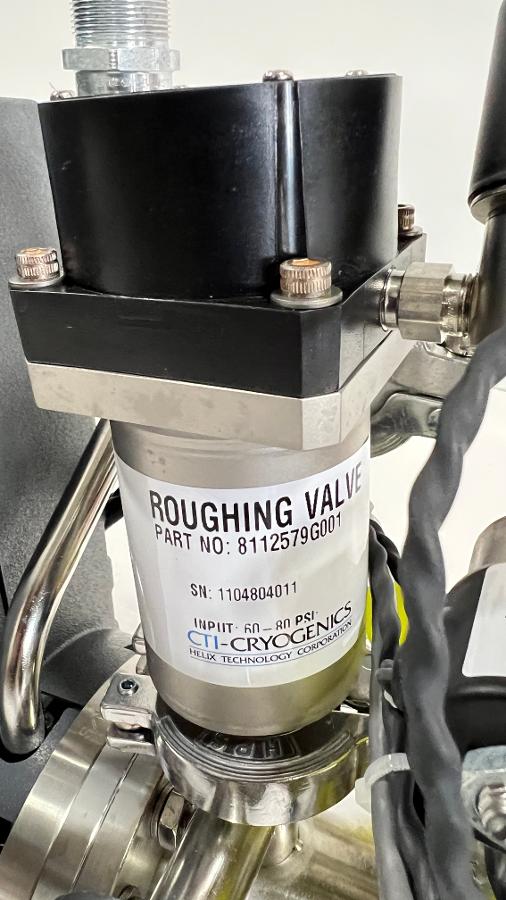 ROUGHING VALVE
PART NO: 8112579G001
SN: 1104804011
INPUT: 60-80 PSI
CTI-CRYOGENICS
HELIX TECHNOLOGY CORPORATION